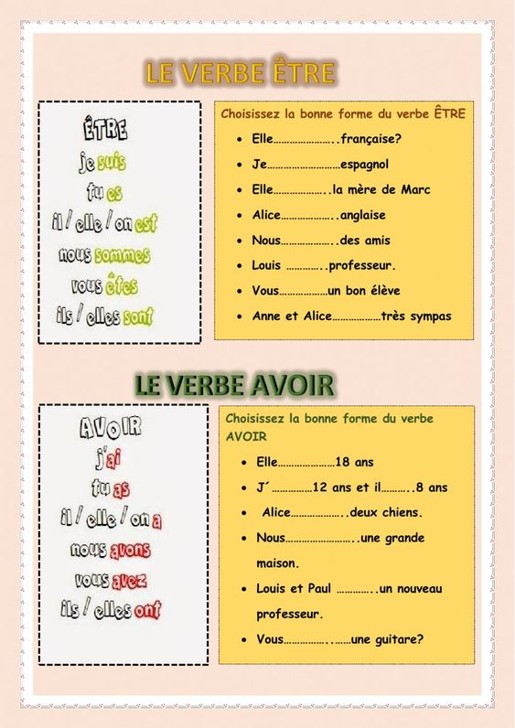 LE VERBE ÊTRE
ÊTRE
je suis
tu es
il / elle / on est
nous sommes
vous êtes
ils / elles sont
Choisissez la bonne forme du verbe ÊTRE
• Elle……………………..française?
• Je……………………….espagnol
• Elle………………..la mère de Marc
• Alice………………..anglaise
• Nous………………..des amis
• Louis …………..professeur.
• Vous………………un bon élève
• Anne et Alice………………très sympas
LE VERBE AVOIR
AVOIR
j'ai
tu as
il / elle / on a
nous avons
vous avez
ils / elles ont
Choisissez la bonne forme du verbe
AVOIR
• Elle…………………18 ans
• J´……………12 ans et il………..8 ans
• Alice………………..deux chiens.
• Nous……………………..une grande
maison.
• Louis et Paul …………..un nouveau
professeur.
• Vous……………..……une guitare?